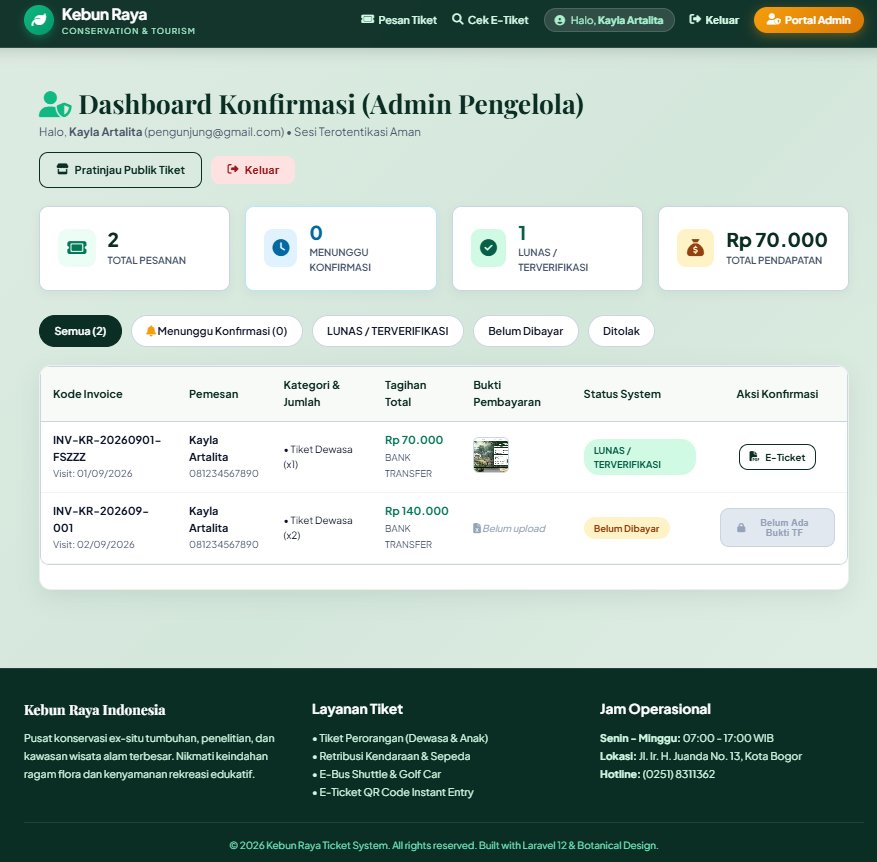 Kebun Raya
CONSERVATION & TOURISM
Pesan Tiket
Cek E-Tiket
Halo, Kayla Artalita
Keluar
Portal Admin
Dashboard Konfirmasi (Admin Pengelola)
Halo, Kayla Artalita (pengunjung@gmail.com) • Sesi Terotentikasi Aman
Pratinjau Publik Tiket
Keluar
2
TOTAL PESANAN
0
MENUNGGU
KONFIRMASI
1
LUNAS /
TERVERIFIKASI
Rp 70.000
TOTAL PENDAPATAN
Semua (2)
Menunggu Konfirmasi (0)
LUNAS / TERVERIFIKASI
Belum Dibayar
Ditolak
Kode Invoice
Pemesan
Kategori &
Jumlah
Tagihan
Total
Bukti
Pembayaran
Status System
Aksi Konfirmasi
INV-KR-20260901-
FSZZZ
Visit: 01/09/2026
Kayla
Artalita
081234567890
• Tiket Dewasa
(x1)
Rp 70.000
BANK
TRANSFER
LUNAS /
TERVERIFIKASI
E-Ticket
INV-KR-202609-
001
Visit: 02/09/2026
Kayla
Artalita
081234567890
• Tiket Dewasa
(x2)
Rp 140.000
BANK
TRANSFER
Belum upload
Belum Dibayar
Belum Ada
Bukti TF
Kebun Raya Indonesia
Pusat konservasi ex-situ tumbuhan, penelitian, dan
kawasan wisata alam terbesar. Nikmati keindahan
ragam flora dan kenyamanan rekreasi edukatif.
Layanan Tiket
• Tiket Perorangan (Dewasa & Anak)
• Retribusi Kendaraan & Sepeda
• E-Bus Shuttle & Golf Car
• E-Ticket QR Code Instant Entry
Jam Operasional
Senin - Minggu: 07:00 - 17:00 WIB
Lokasi: Jl. Ir. H. Juanda No. 13, Kota Bogor
Hotline: (0251) 8311362
© 2026 Kebun Raya Ticket System. All rights reserved. Built with Laravel 12 & Botanical Design.